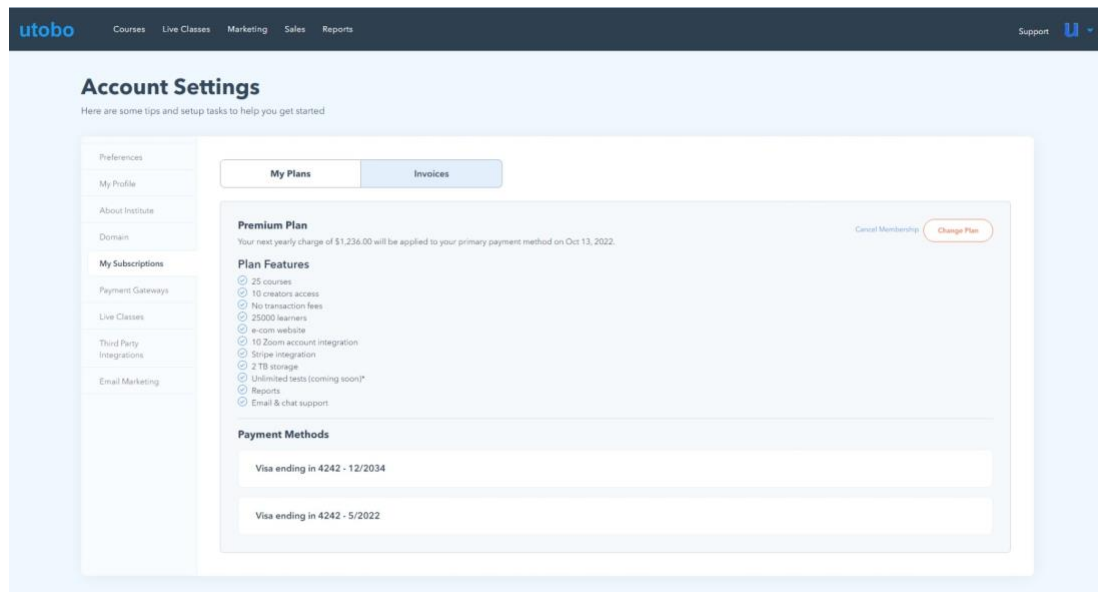 utobo
Courses Live Classes Marketing Sales Reports
Support
Account Settings
Here are some tips and setup tasks to help you get started
Preferences
My Profile
About Institute
Domain
My Subscriptions
Payment Gateways
Live Classes
Third Party
Integrations
Email Marketing
My Plans
Invoices
Premium Plan
Your next yearly charge of $1,236.00 will be applied to your primary payment method on Oct 13, 2022.
Cancel Membership
Change Plan
Plan Features
25 courses
10 creators access
No transaction fees
25000 learners
e-com website
10 Zoom account integration
Stripe integration
2 TB storage
Unlimited tests (coming soon)*
Reports
Email & chat support
Payment Methods
Visa ending in 4242 - 12/2034
Visa ending in 4242 - 5/2022